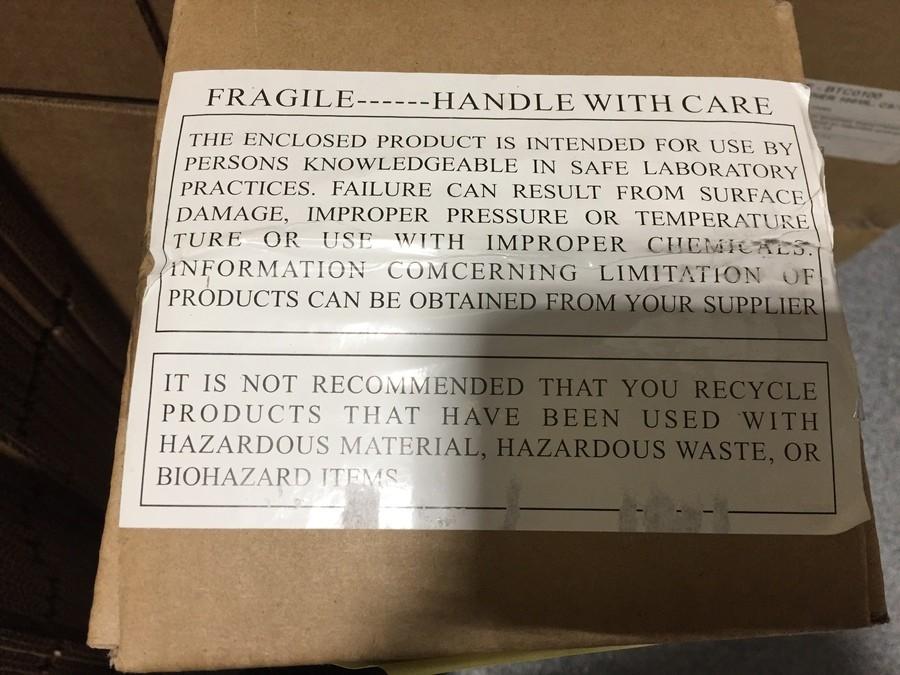 FRAGILE------HANDLE WITH CARE
THE ENCLOSED PRODUCT IS INTENDED FOR USE BY
PERSONS KNOWLEDGEABLE IN SAFE LABORATORY
PRACTICES. FAILURE CAN RESULT FROM SURFACE
DAMAGE, IMPROPER PRESSURE OR TEMPERATURE
TURE OR USE WITH IMPROPER CHEMICALS.
INFORMATION COMCERNING LIMITATION OF
PRODUCTS CAN BE OBTAINED FROM YOUR SUPPLIER
IT IS NOT RECOMMENDED THAT YOU RECYCLE
PRODUCTS THAT HAVE BEEN USED WITH
HAZARDOUS MATERIAL, HAZARDOUS WASTE, OR
BIOHAZARD ITEMS